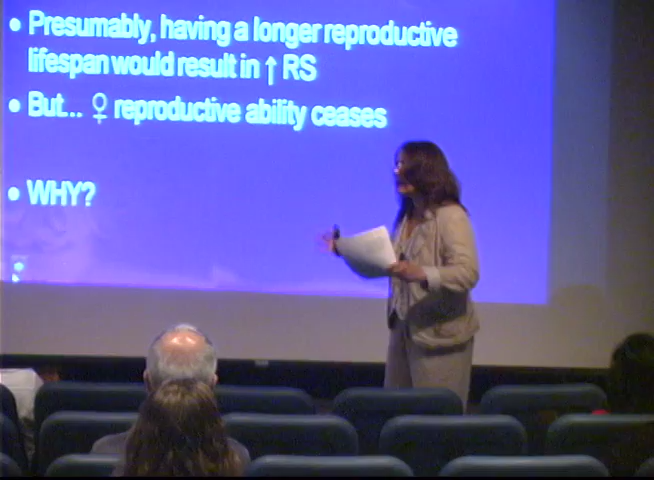 • Presumably, having a longer reproductive
lifespan would result in ↑ RS
• But... ♀ reproductive ability ceases
• WHY?